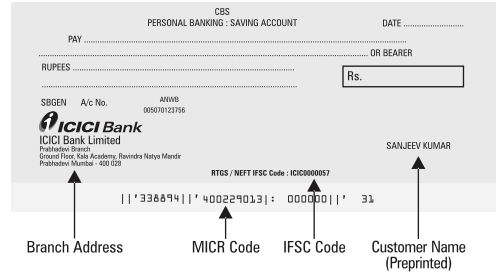 CBS
PERSONAL BANKING : SAVING ACCOUNT DATE ......................
PAY ..........................................................................................
.......................................................................................................... OR BEARER
RUPEES .................................................................. Rs.
..................................................................................
SBGEN A/c No. ANWB
005070123756
ICICI Bank
ICICI Bank Limited
Prabhadevi Branch
Ground Floor, Kala Academy, Ravindra Natya Mandir
Prabhadevi Mumbai - 400 028
SANJEEV KUMAR
RTGS / NEFT IFSC Code : ICIC0000057
||'338894||' 400229013|: 000000||' 31
Branch Address MICR Code IFSC Code Customer Name
(Preprinted)